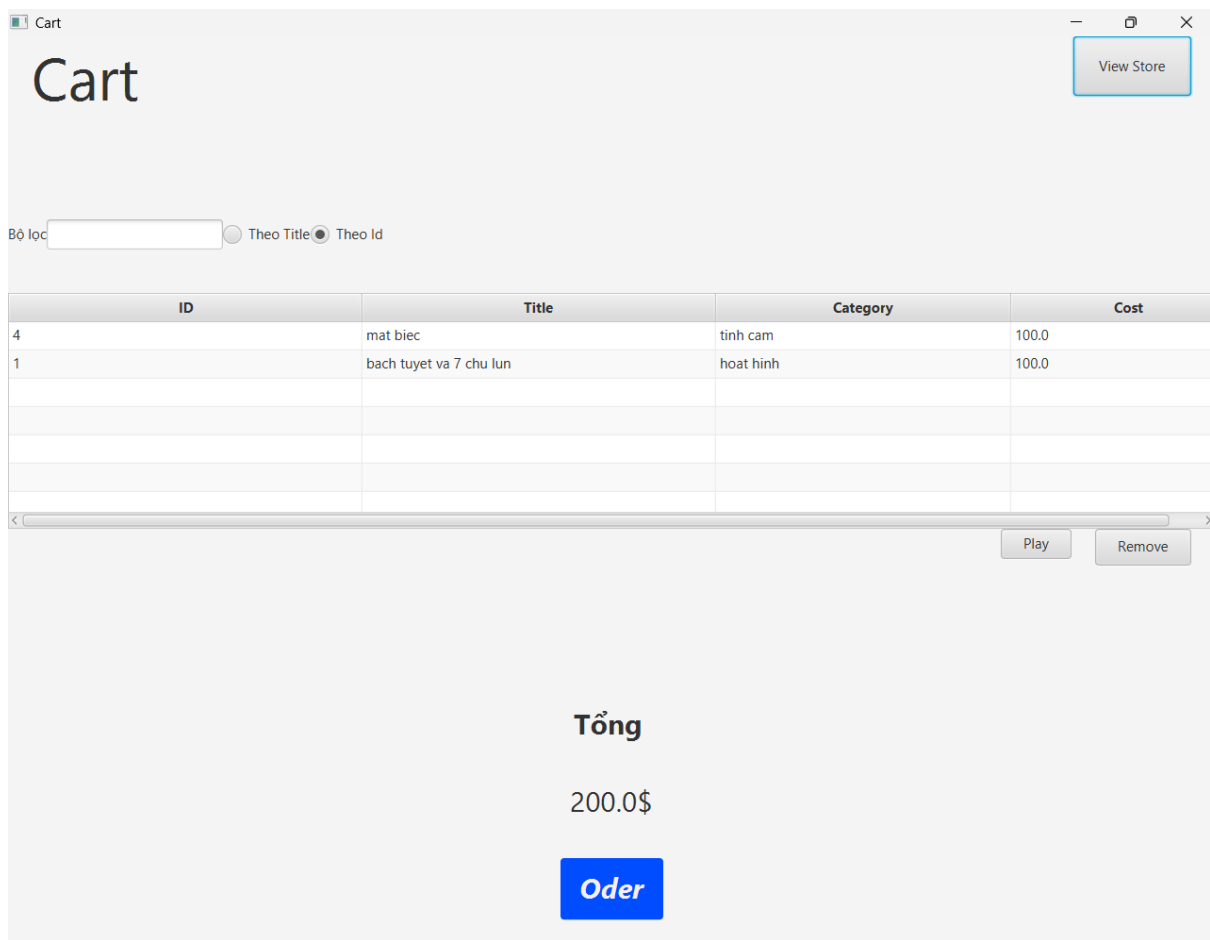 Cart
Cart
View Store
Bộ lọc Theo Title Theo Id
ID Title Category Cost
4 mat biec tinh cam 100.0
1 bach tuyet va 7 chu lun hoat hinh 100.0
Play Remove
Tổng
200.0$
Oder